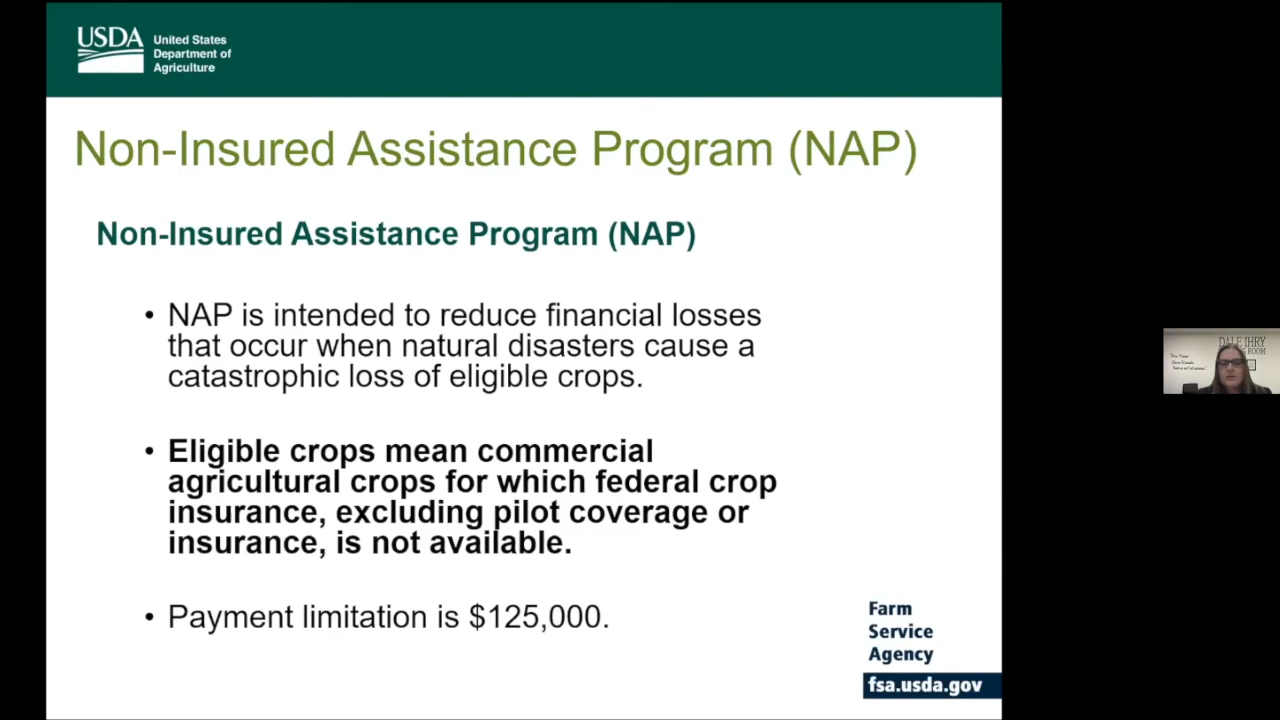 USDA
United States
Department of
Agriculture
Non-Insured Assistance Program (NAP)
Non-Insured Assistance Program (NAP)
• NAP is intended to reduce financial losses
that occur when natural disasters cause a
catastrophic loss of eligible crops.
• Eligible crops mean commercial
agricultural crops for which federal crop
insurance, excluding pilot coverage or
insurance, is not available.
• Payment limitation is $125,000.
Farm
Service
Agency
fsa.usda.gov
DALE IHRY
ROOM